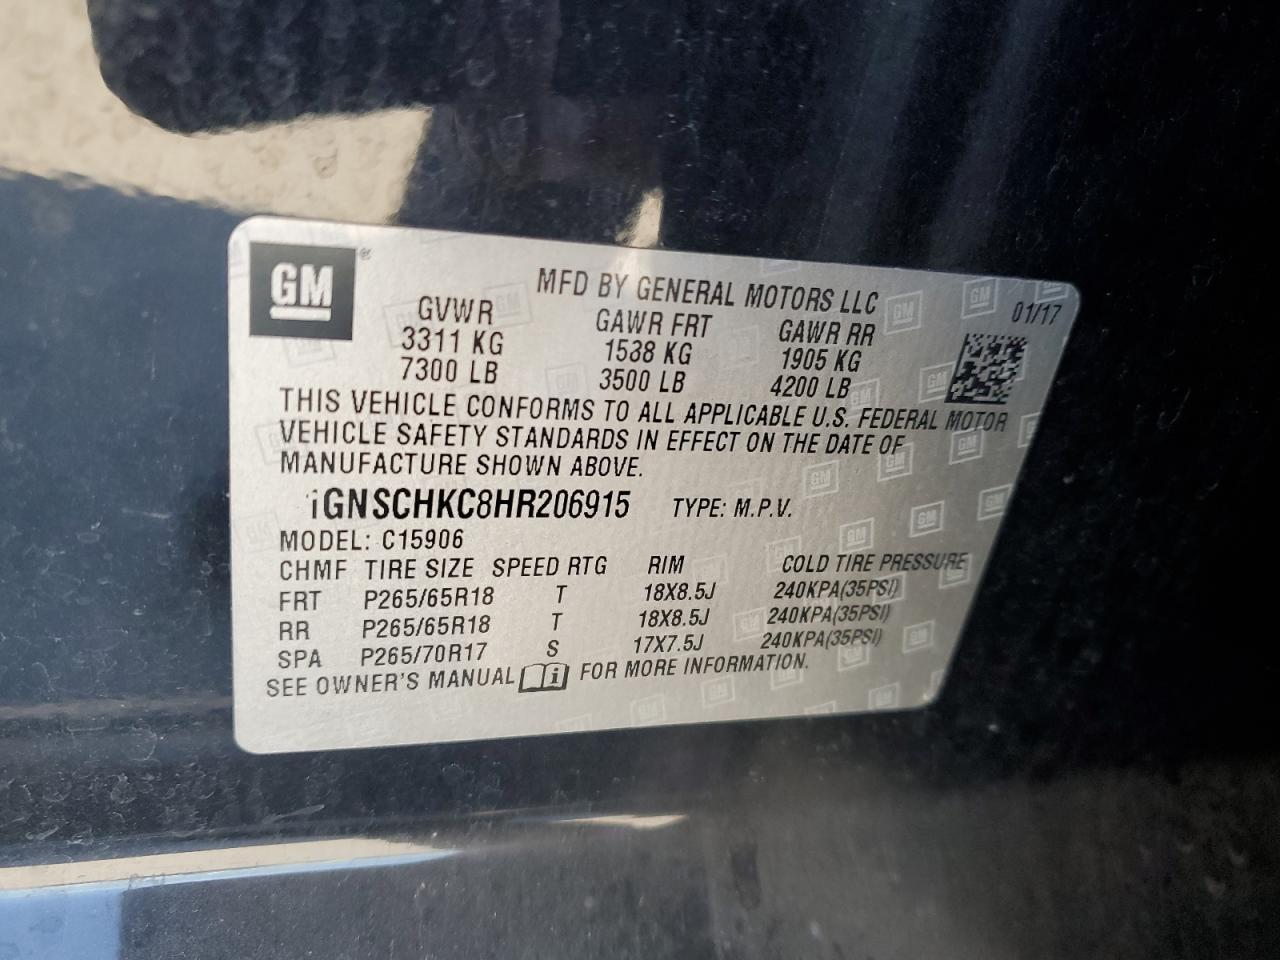 GM ®
MFD BY GENERAL MOTORS LLC
01/17
GVWR GAWR FRT GAWR RR
3311 KG 1538 KG 1905 KG
7300 LB 3500 LB 4200 LB
THIS VEHICLE CONFORMS TO ALL APPLICABLE U.S. FEDERAL MOTOR
VEHICLE SAFETY STANDARDS IN EFFECT ON THE DATE OF
MANUFACTURE SHOWN ABOVE.
1GNSCHKC8HR206915 TYPE: M.P.V.
MODEL: C15906
CHMF TIRE SIZE SPEED RTG RIM COLD TIRE PRESSURE
FRT P265/65R18 T 18X8.5J 240KPA(35PSI)
RR P265/65R18 T 18X8.5J 240KPA(35PSI)
SPA P265/70R17 S 17X7.5J 240KPA(35PSI)
SEE OWNER'S MANUAL i FOR MORE INFORMATION.